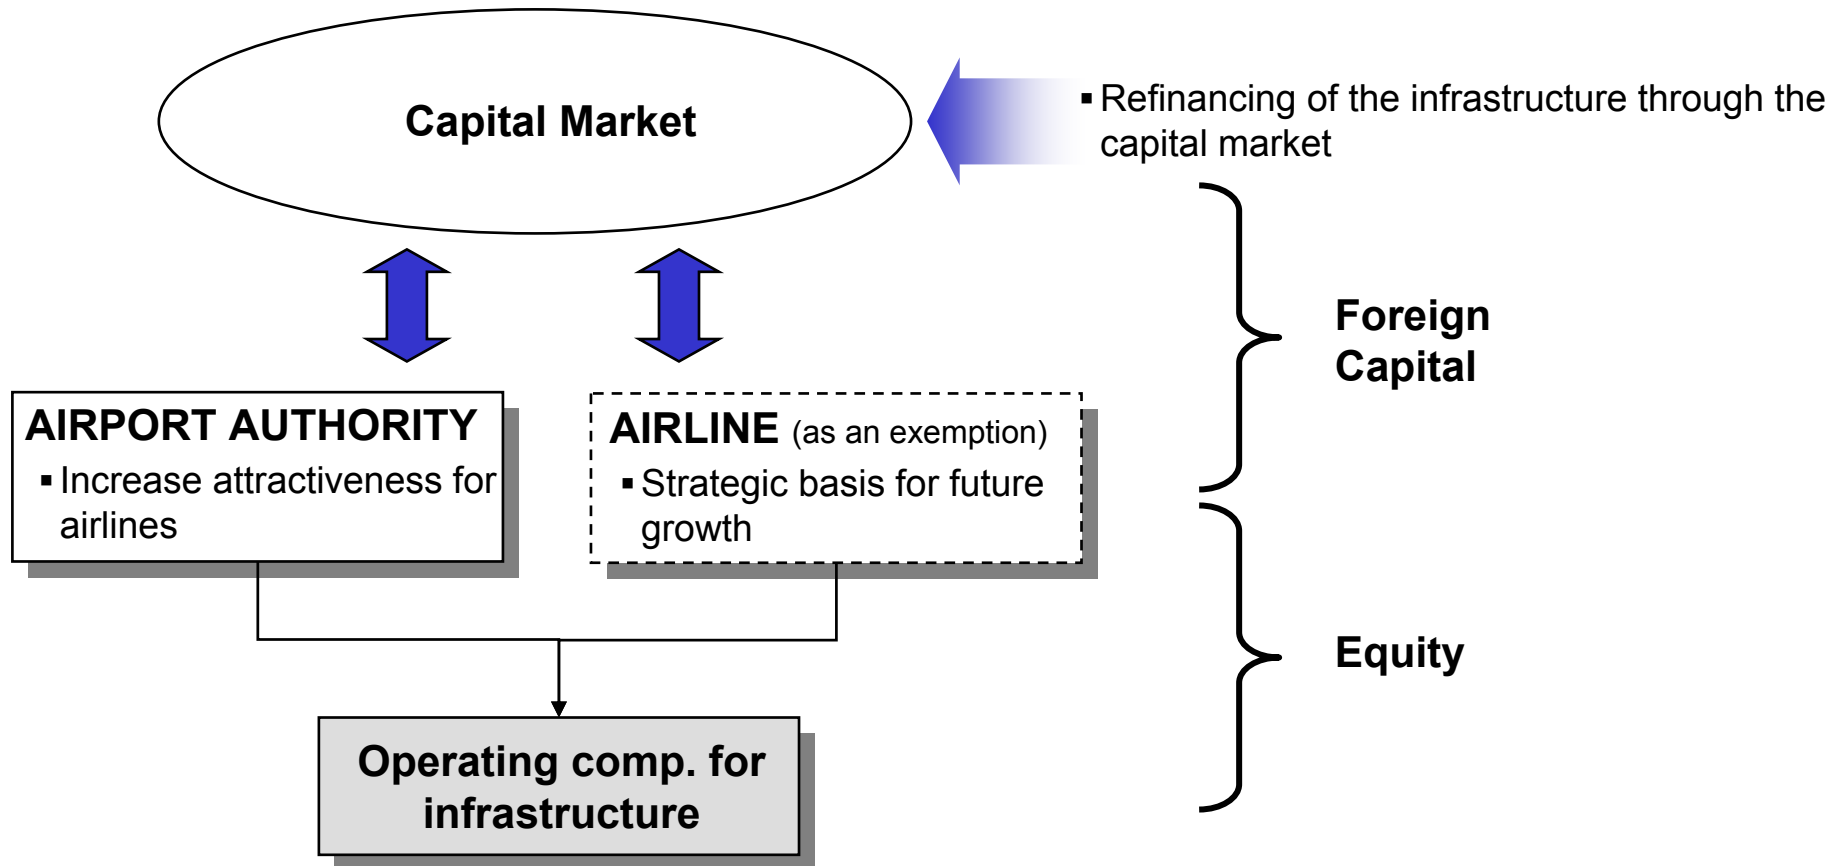 Capital Market
▪ Refinancing of the infrastructure through the
capital market
Foreign
Capital
AIRPORT AUTHORITY
▪ Increase attractiveness for
airlines
AIRLINE (as an exemption)
▪ Strategic basis for future
growth
Equity
Operating comp. for
infrastructure